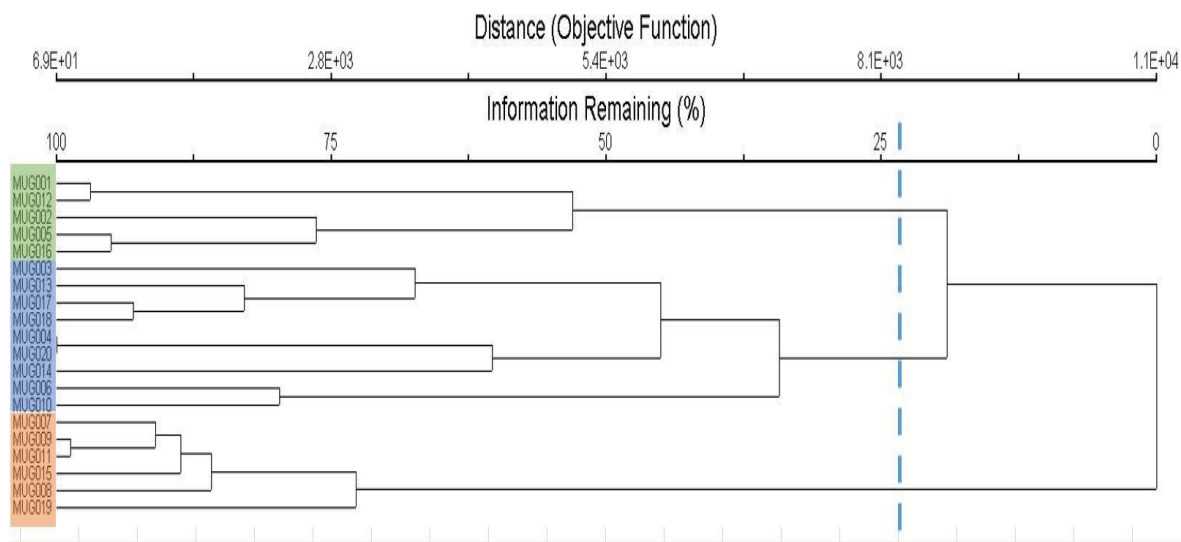 Distance (Objective Function)
6.9E+01 2.8E+03 5.4E+03 8.1E+03 1.1E+04
Information Remaining (%)
100 75 50 25 0
MUG001
MUG012
MUG002
MUG005
MUG016
MUG003
MUG013
MUG017
MUG018
MUG004
MUG020
MUG014
MUG006
MUG010
MUG007
MUG009
MUG011
MUG015
MUG008
MUG019